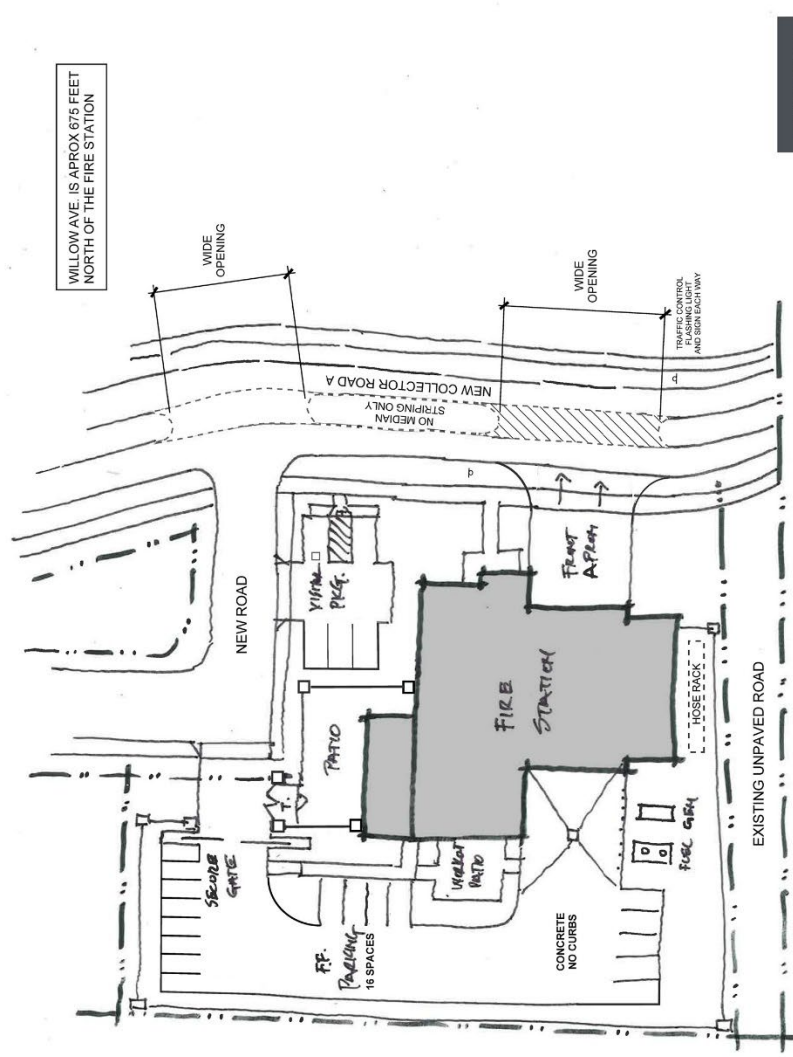 WILLOW AVE. IS APROX 675 FEET
NORTH OF THE FIRE STATION
WIDE
OPENING
WIDE
OPENING
TRAFFIC CONTROL
FLASHING LIGHT
AND SIGN EACH WAY
NEW COLLECTOR ROAD A
NO MEDIAN
STRIPING ONLY
NEW ROAD
VISITOR
PKG.
FRONT
APRON
PATIO
FIRE
STATION
HOSE RACK
T.
SECURE
GATE
WORKOUT
PATIO
FUEL GEN
F.F.
PARKING
16 SPACES
CONCRETE
NO CURBS
EXISTING UNPAVED ROAD